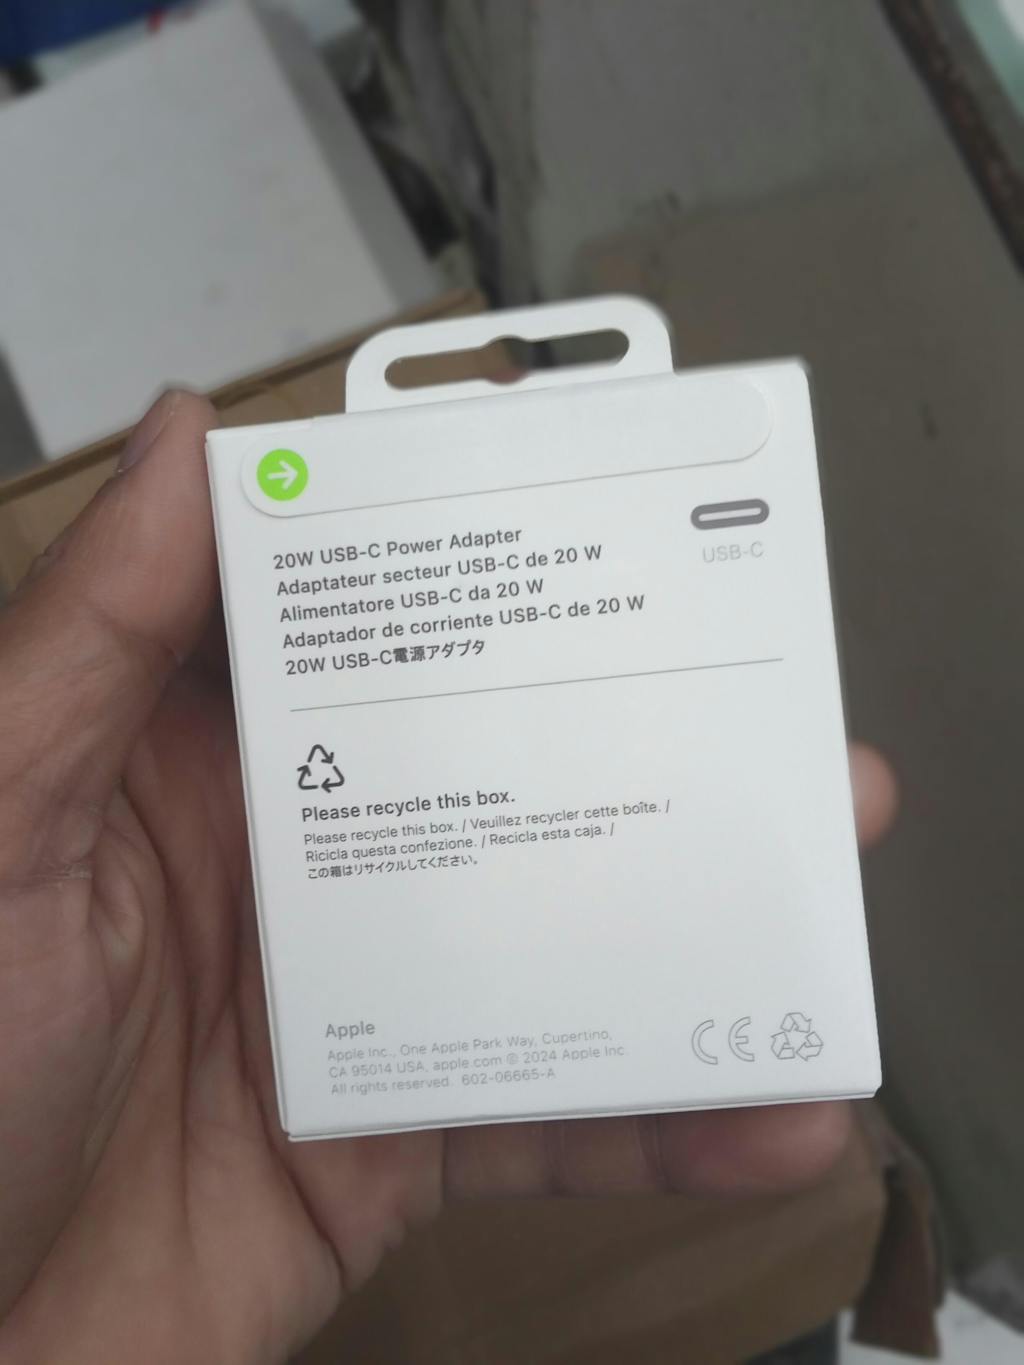 20W USB-C Power Adapter
Adaptateur secteur USB-C de 20 W
Alimentatore USB-C da 20 W
Adaptador de corriente USB-C de 20 W
20W USB-C電源アダプタ
USB-C
Please recycle this box.
Please recycle this box. / Veuillez recycler cette boîte. /
Ricicla questa confezione. / Recicla esta caja. /
この箱はリサイクルしてください。
Apple
Apple Inc., One Apple Park Way, Cupertino,
CA 95014 USA, apple.com © 2024 Apple Inc.
All rights reserved. 602-06665-A
CE